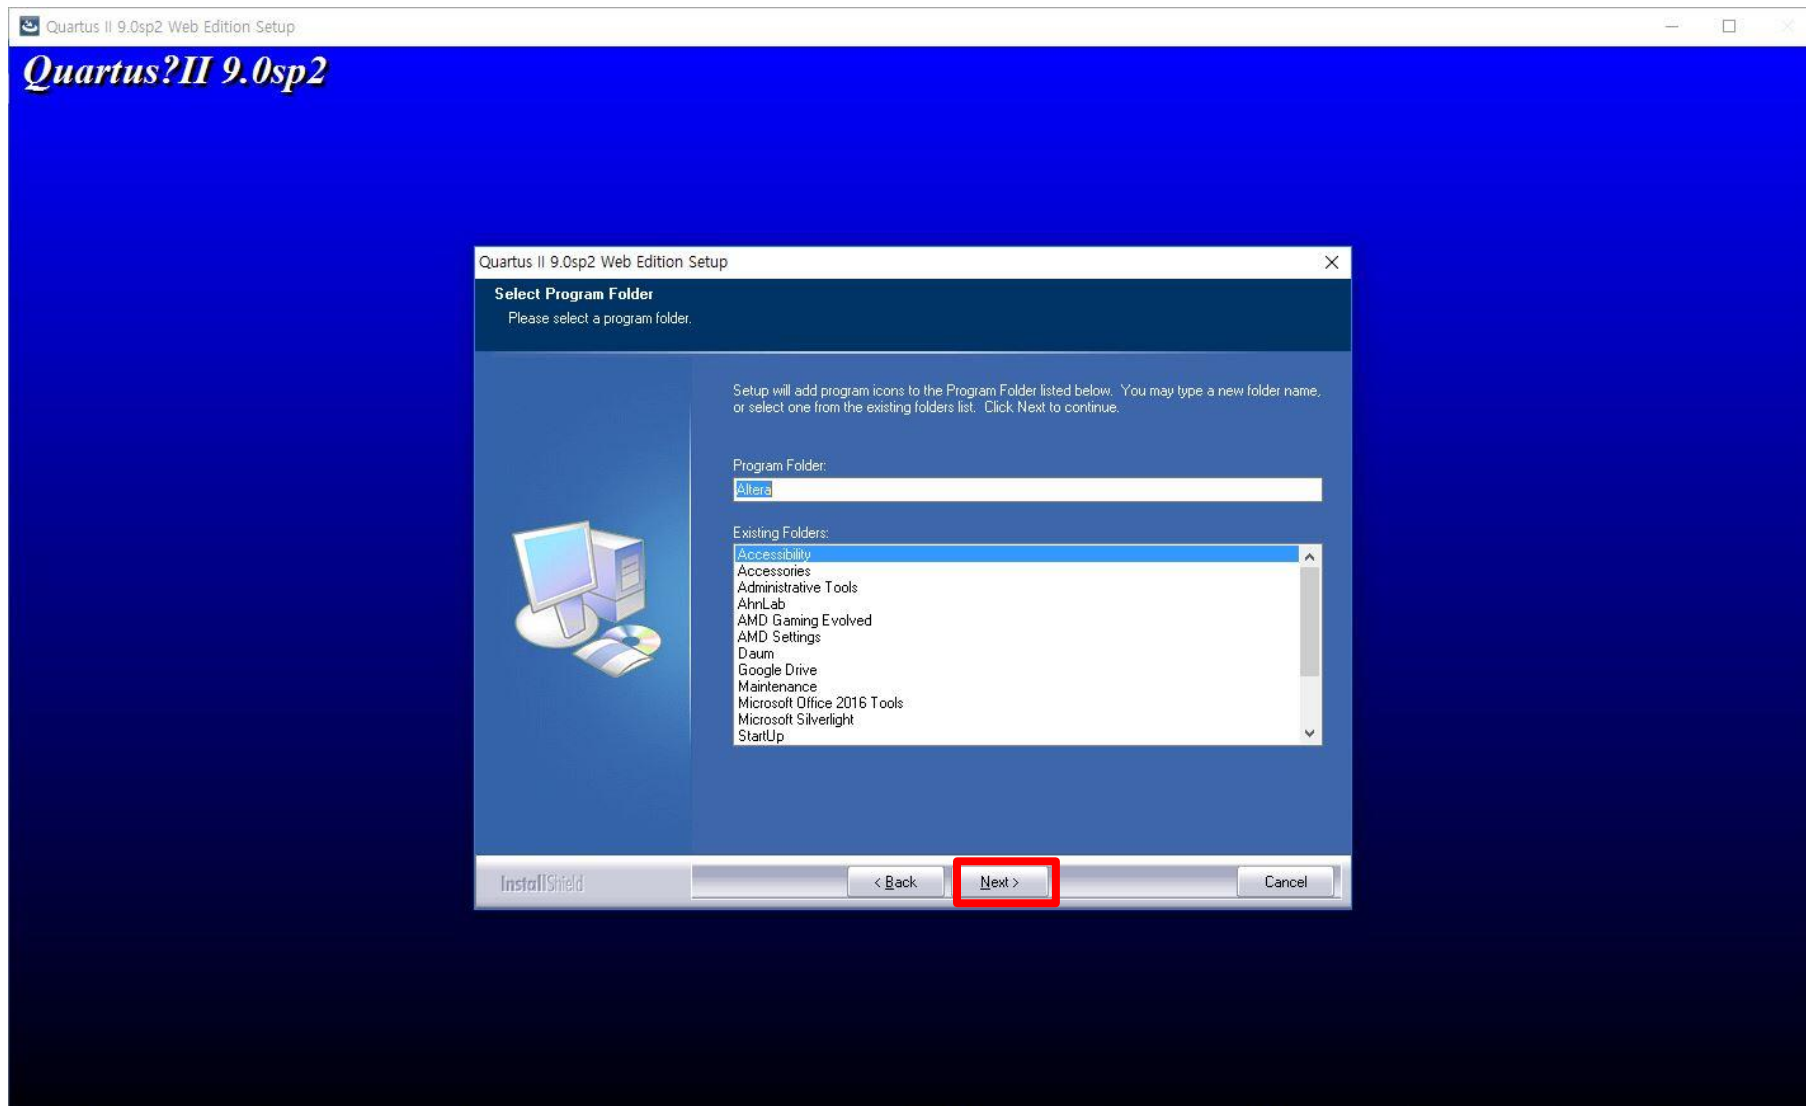 Quartus II 9.0sp2 Web Edition Setup
Quartus?II 9.0sp2
Quartus II 9.0sp2 Web Edition Setup
Select Program Folder
Please select a program folder.
Setup will add program icons to the Program Folder listed below. You may type a new folder name,
or select one from the existing folders list. Click Next to continue.
Program Folder:
Altera
Existing Folders:
Accessibility
Accessories
Administrative Tools
AhnLab
AMD Gaming Evolved
AMD Settings
Daum
Google Drive
Maintenance
Microsoft Office 2016 Tools
Microsoft Silverlight
StartUp
InstallShield
< Back
Next >
Cancel